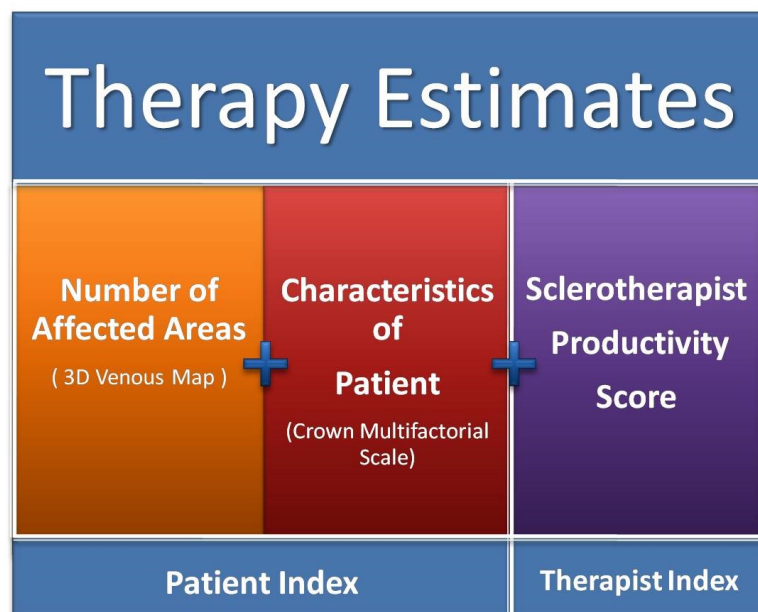 Therapy Estimates
Number of
Affected Areas
( 3D Venous Map )
Characteristics
of
Patient
(Crown Multifactorial
Scale)
Sclerotherapist
Productivity
Score
Patient Index
Therapist Index